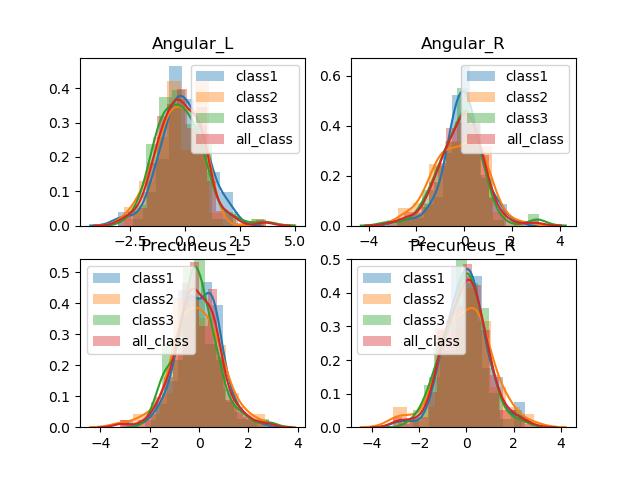 Angular_L
Angular_R
class1
class2
class3
all_class
class1
class2
class3
all_class
0.4
0.3
0.2
0.1
0.0
−2.5
0.0
2.5
5.0
0.6
0.4
0.2
0.0
−4
−2
0
2
4
Precuneus_L
Precuneus_R
class1
class2
class3
all_class
class1
class2
class3
all_class
0.5
0.4
0.3
0.2
0.1
0.0
−4
−2
0
2
4
0.5
0.4
0.3
0.2
0.1
0.0
−4
−2
0
2
4